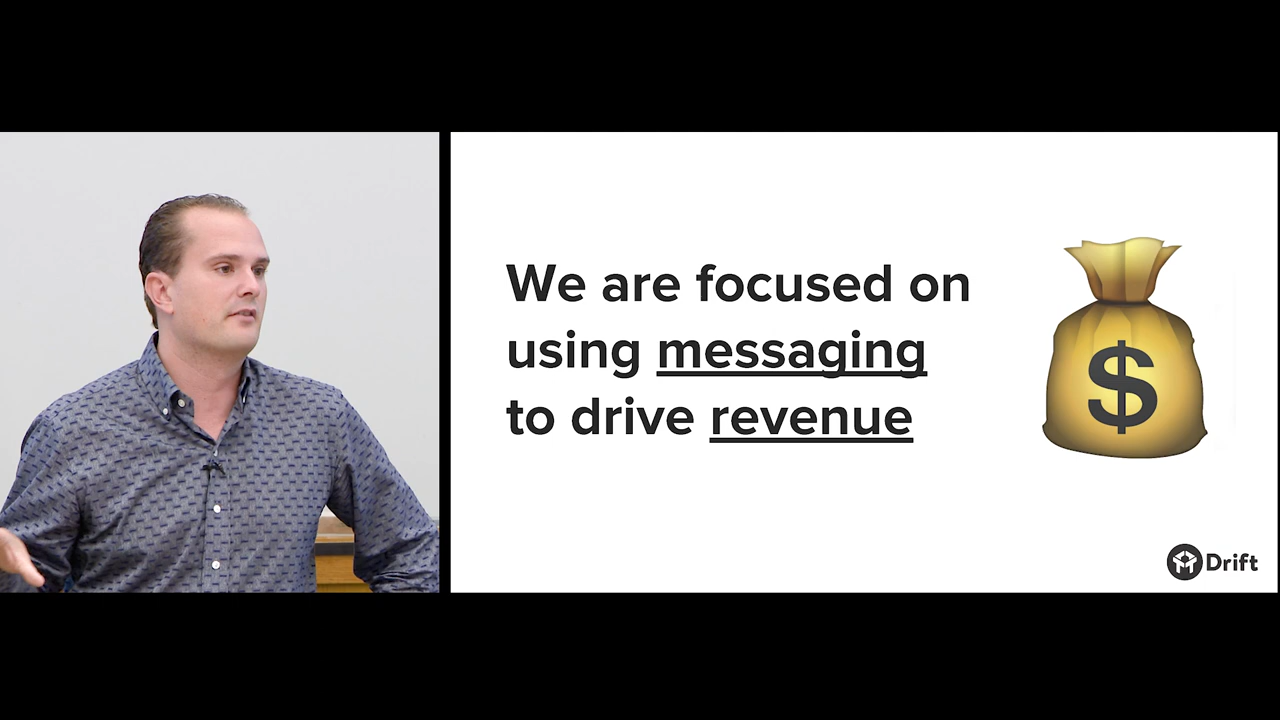 We are focused on
using messaging
to drive revenue
$
Drift